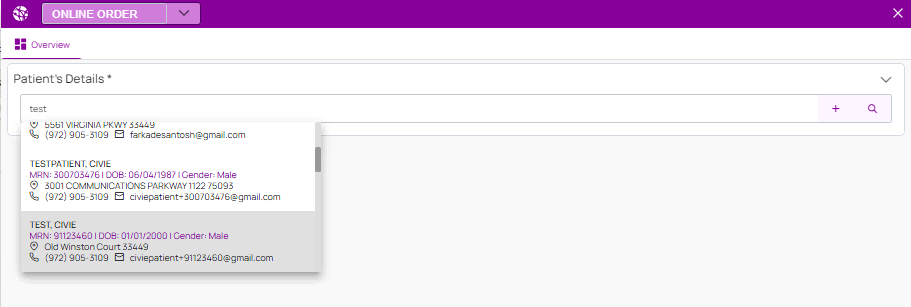 ONLINE ORDER
Overview
Patient's Details *
test
5561 VIRGINIA PKWY 33449
(972) 905-3109 farkadesantosh@gmail.com
TESTPATIENT, CIVIE
MRN: 300703476 | DOB: 06/04/1987 | Gender: Male
3001 COMMUNICATIONS PARKWAY 1122 75093
(972) 905-3109 civiepatient+300703476@gmail.com
TEST, CIVIE
MRN: 91123460 | DOB: 01/01/2000 | Gender: Male
Old Winston Court 33449
(972) 905-3109 civiepatient+91123460@gmail.com